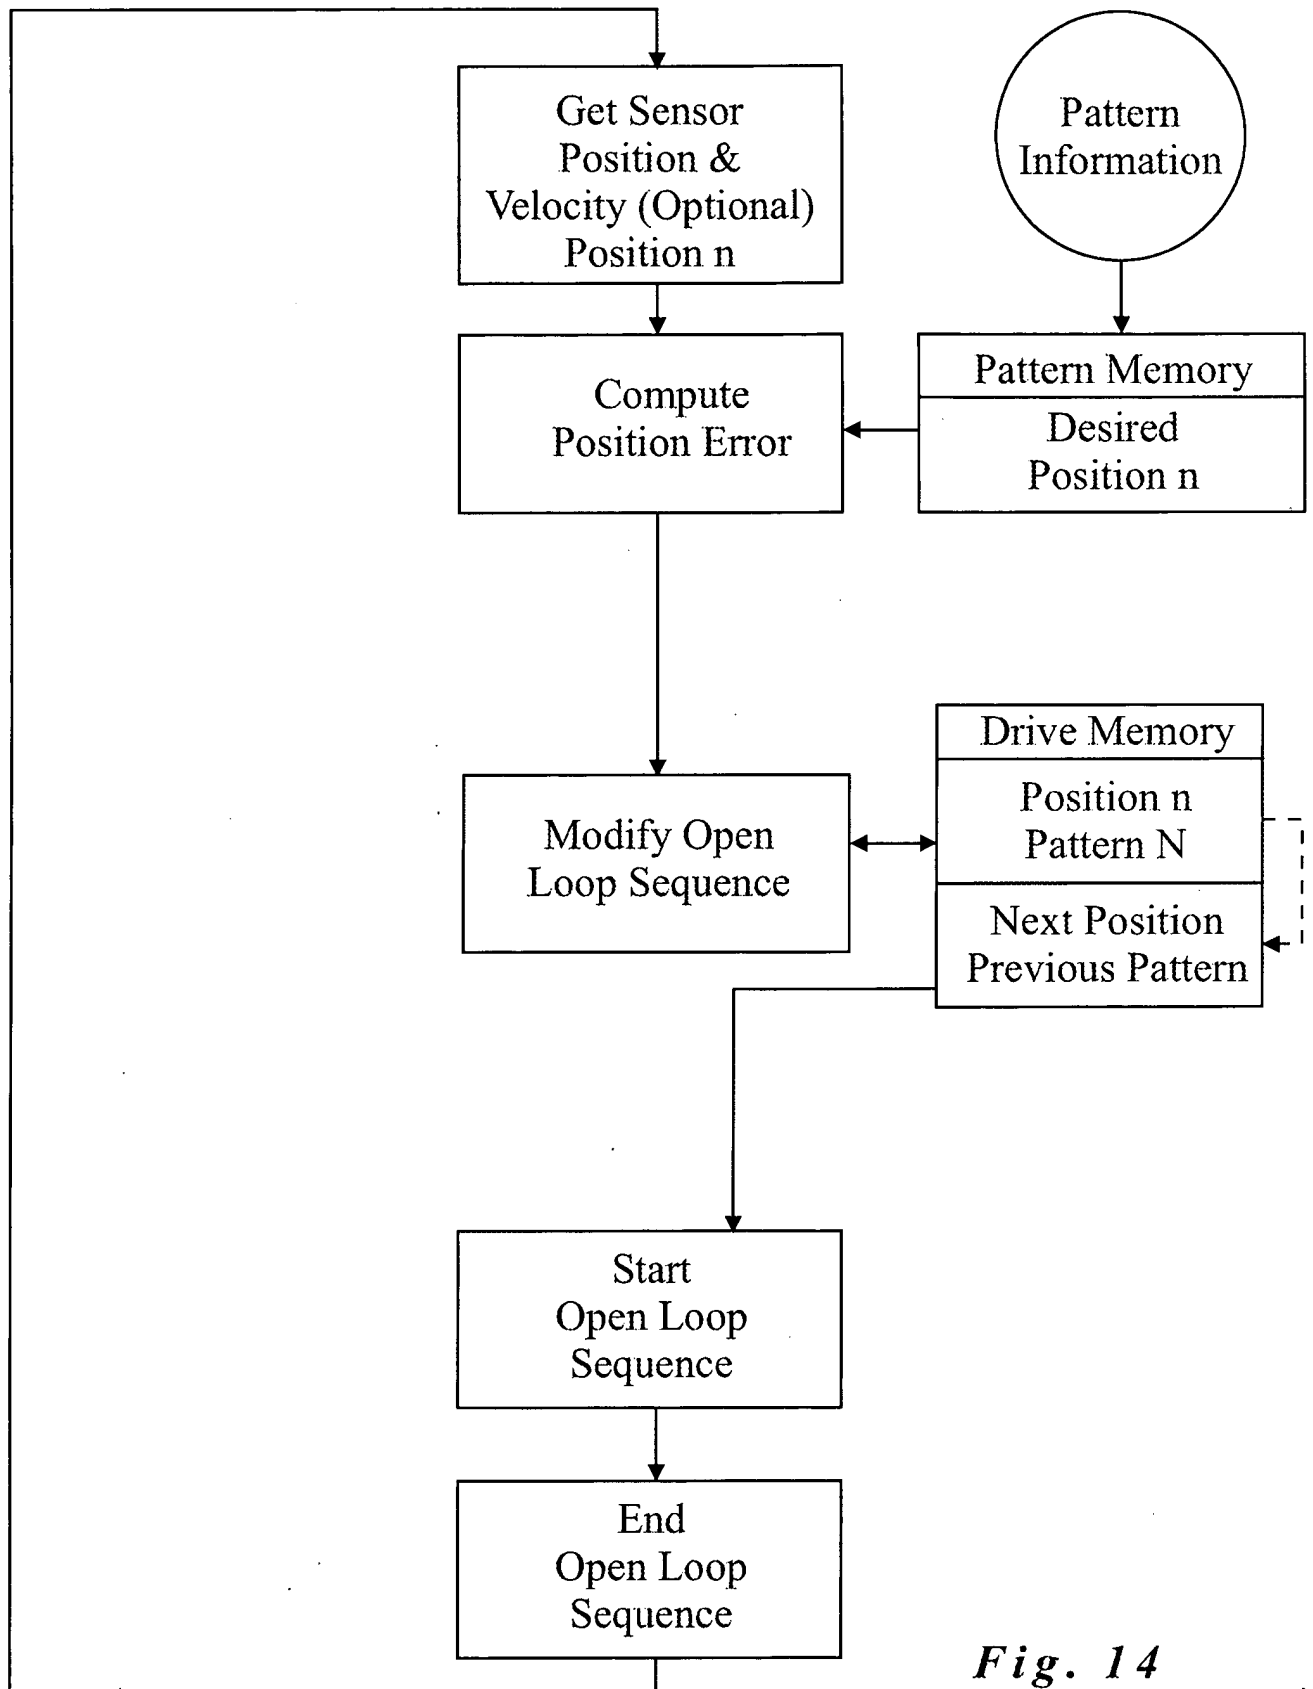 Get Sensor
Position &
Velocity (Optional)
Position n
Pattern
Information
Compute
Position Error
Pattern Memory
Desired
Position n
Modify Open
Loop Sequence
Drive Memory
Position n
Pattern N
Next Position
Previous Pattern
Start
Open Loop
Sequence
End
Open Loop
Sequence
Fig. 14